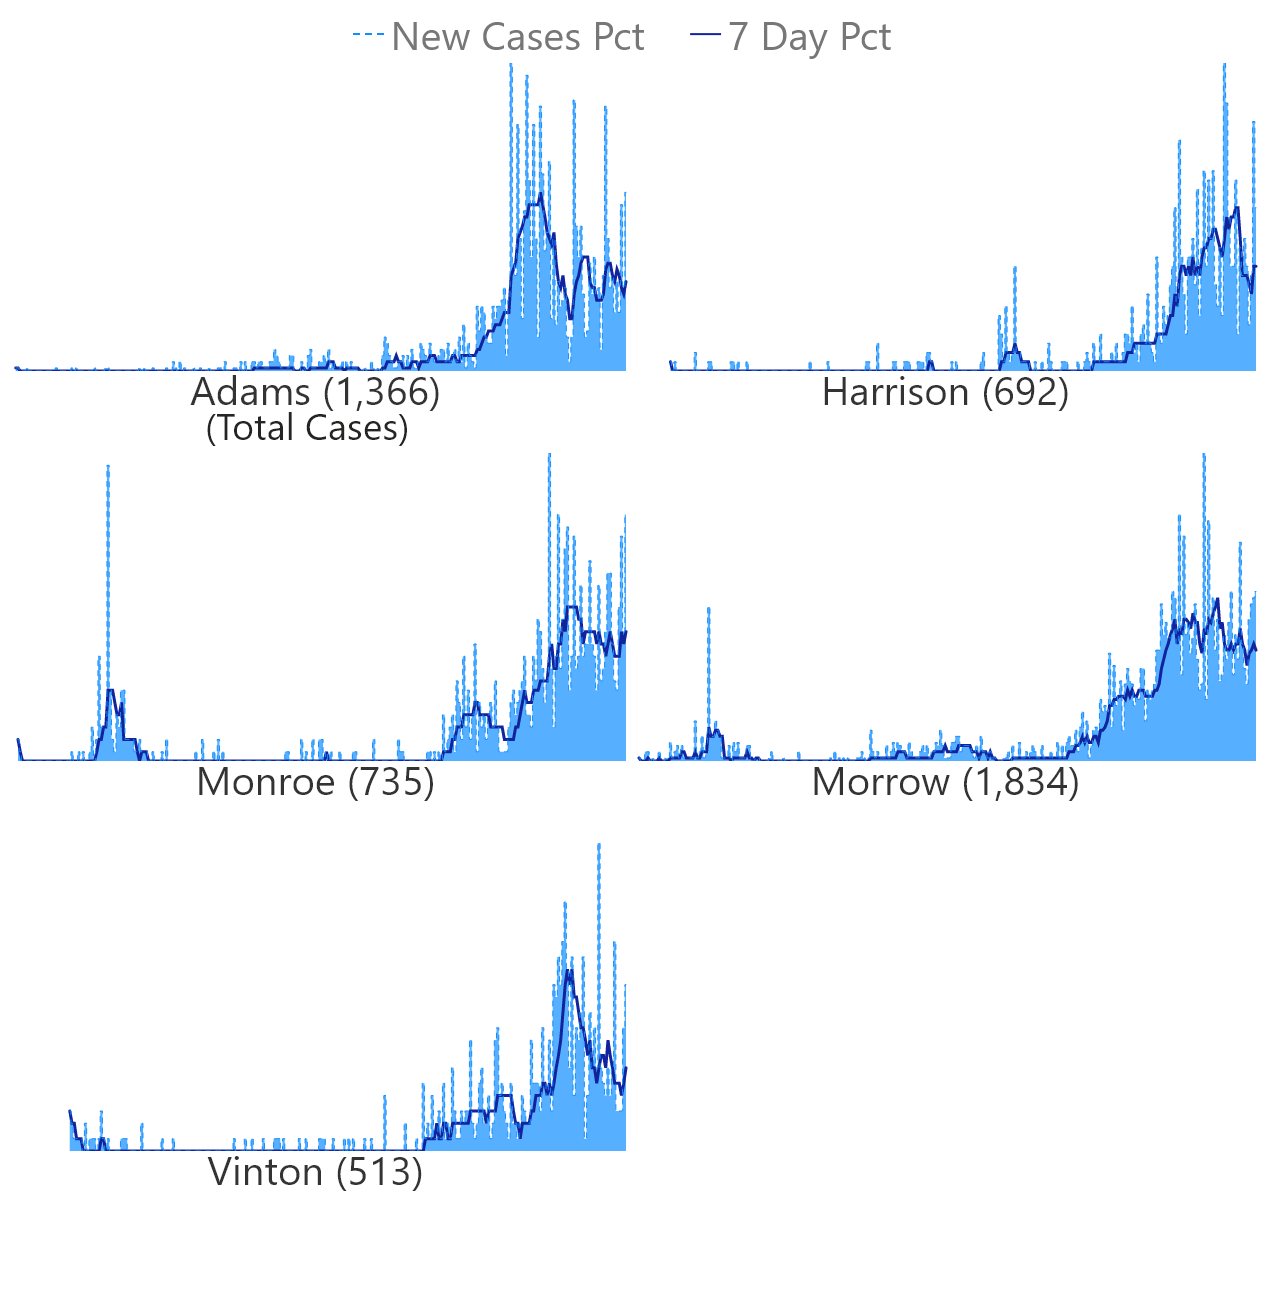 New Cases Pct 7 Day Pct
Adams (1,366) Harrison (692)
(Total Cases)
Monroe (735) Morrow (1,834)
Vinton (513)